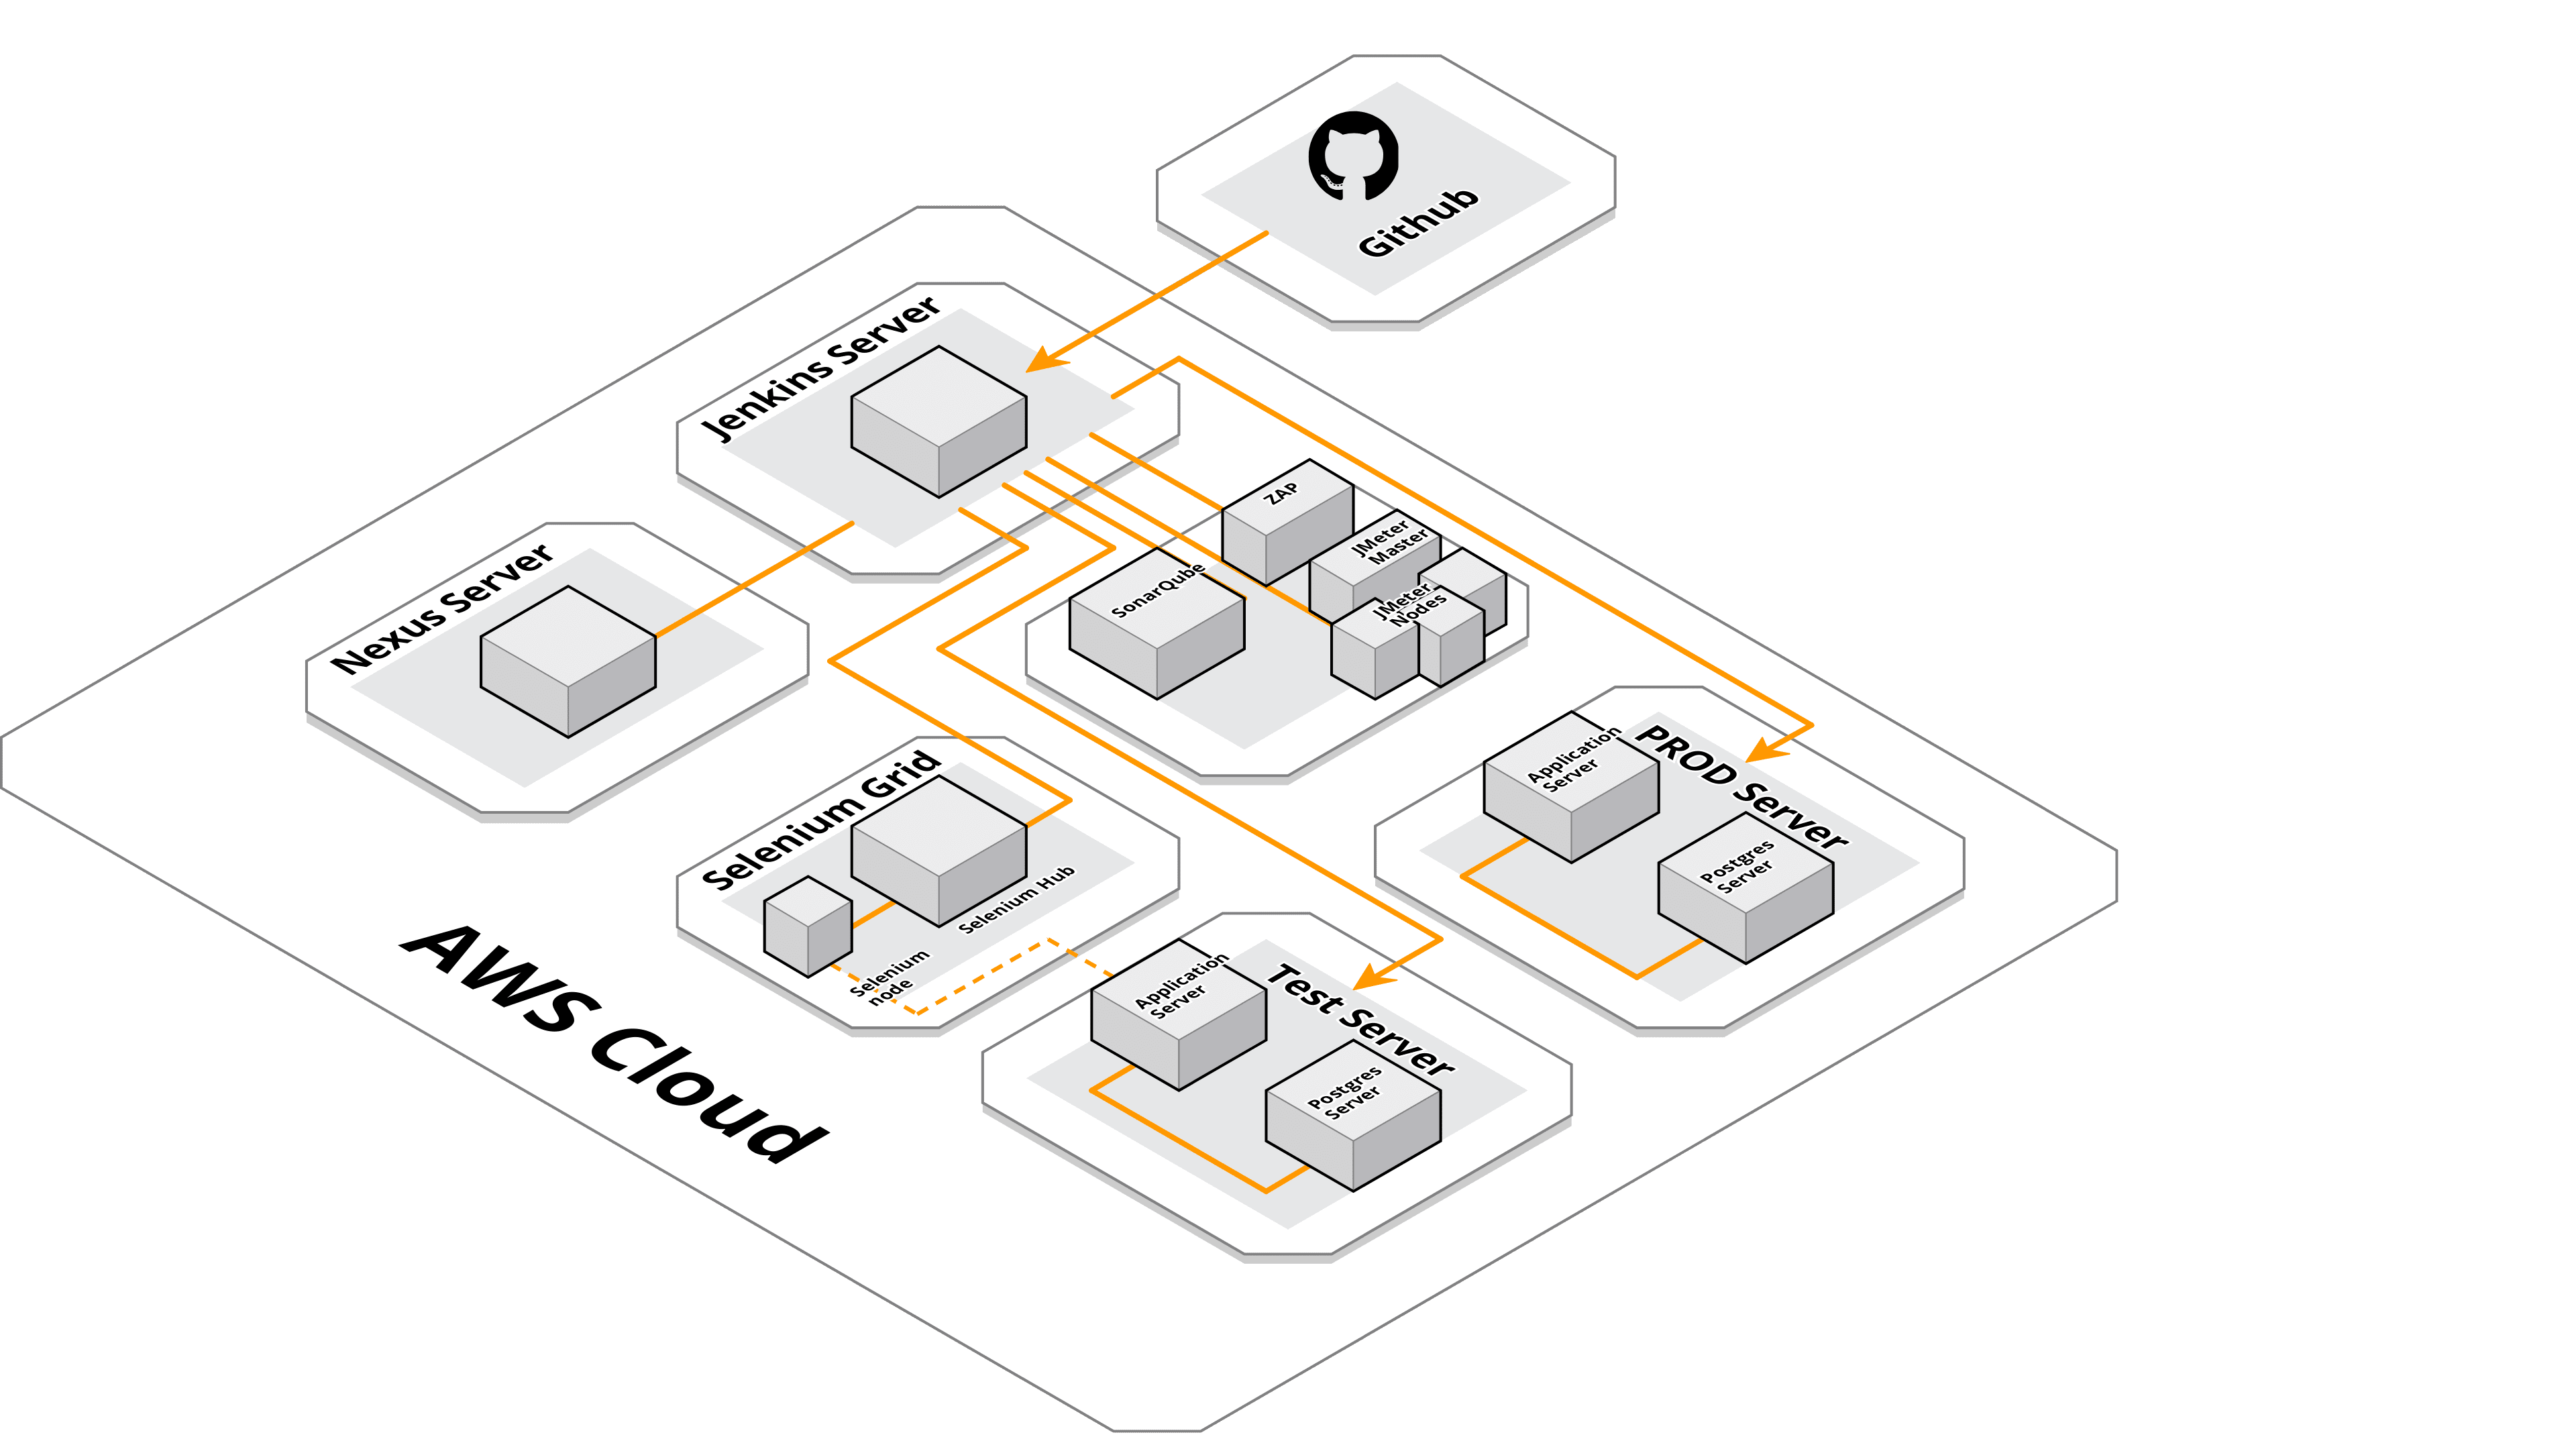 Github
Jenkins Server
ZAP
JMeter
Master
SonarQube
JMeter
Nodes
Nexus Server
PROD Server
Application
Server
Postgres
Server
Selenium Grid
Selenium Hub
Selenium
node
Test Server
Application
Server
Postgres
Server
AWS Cloud